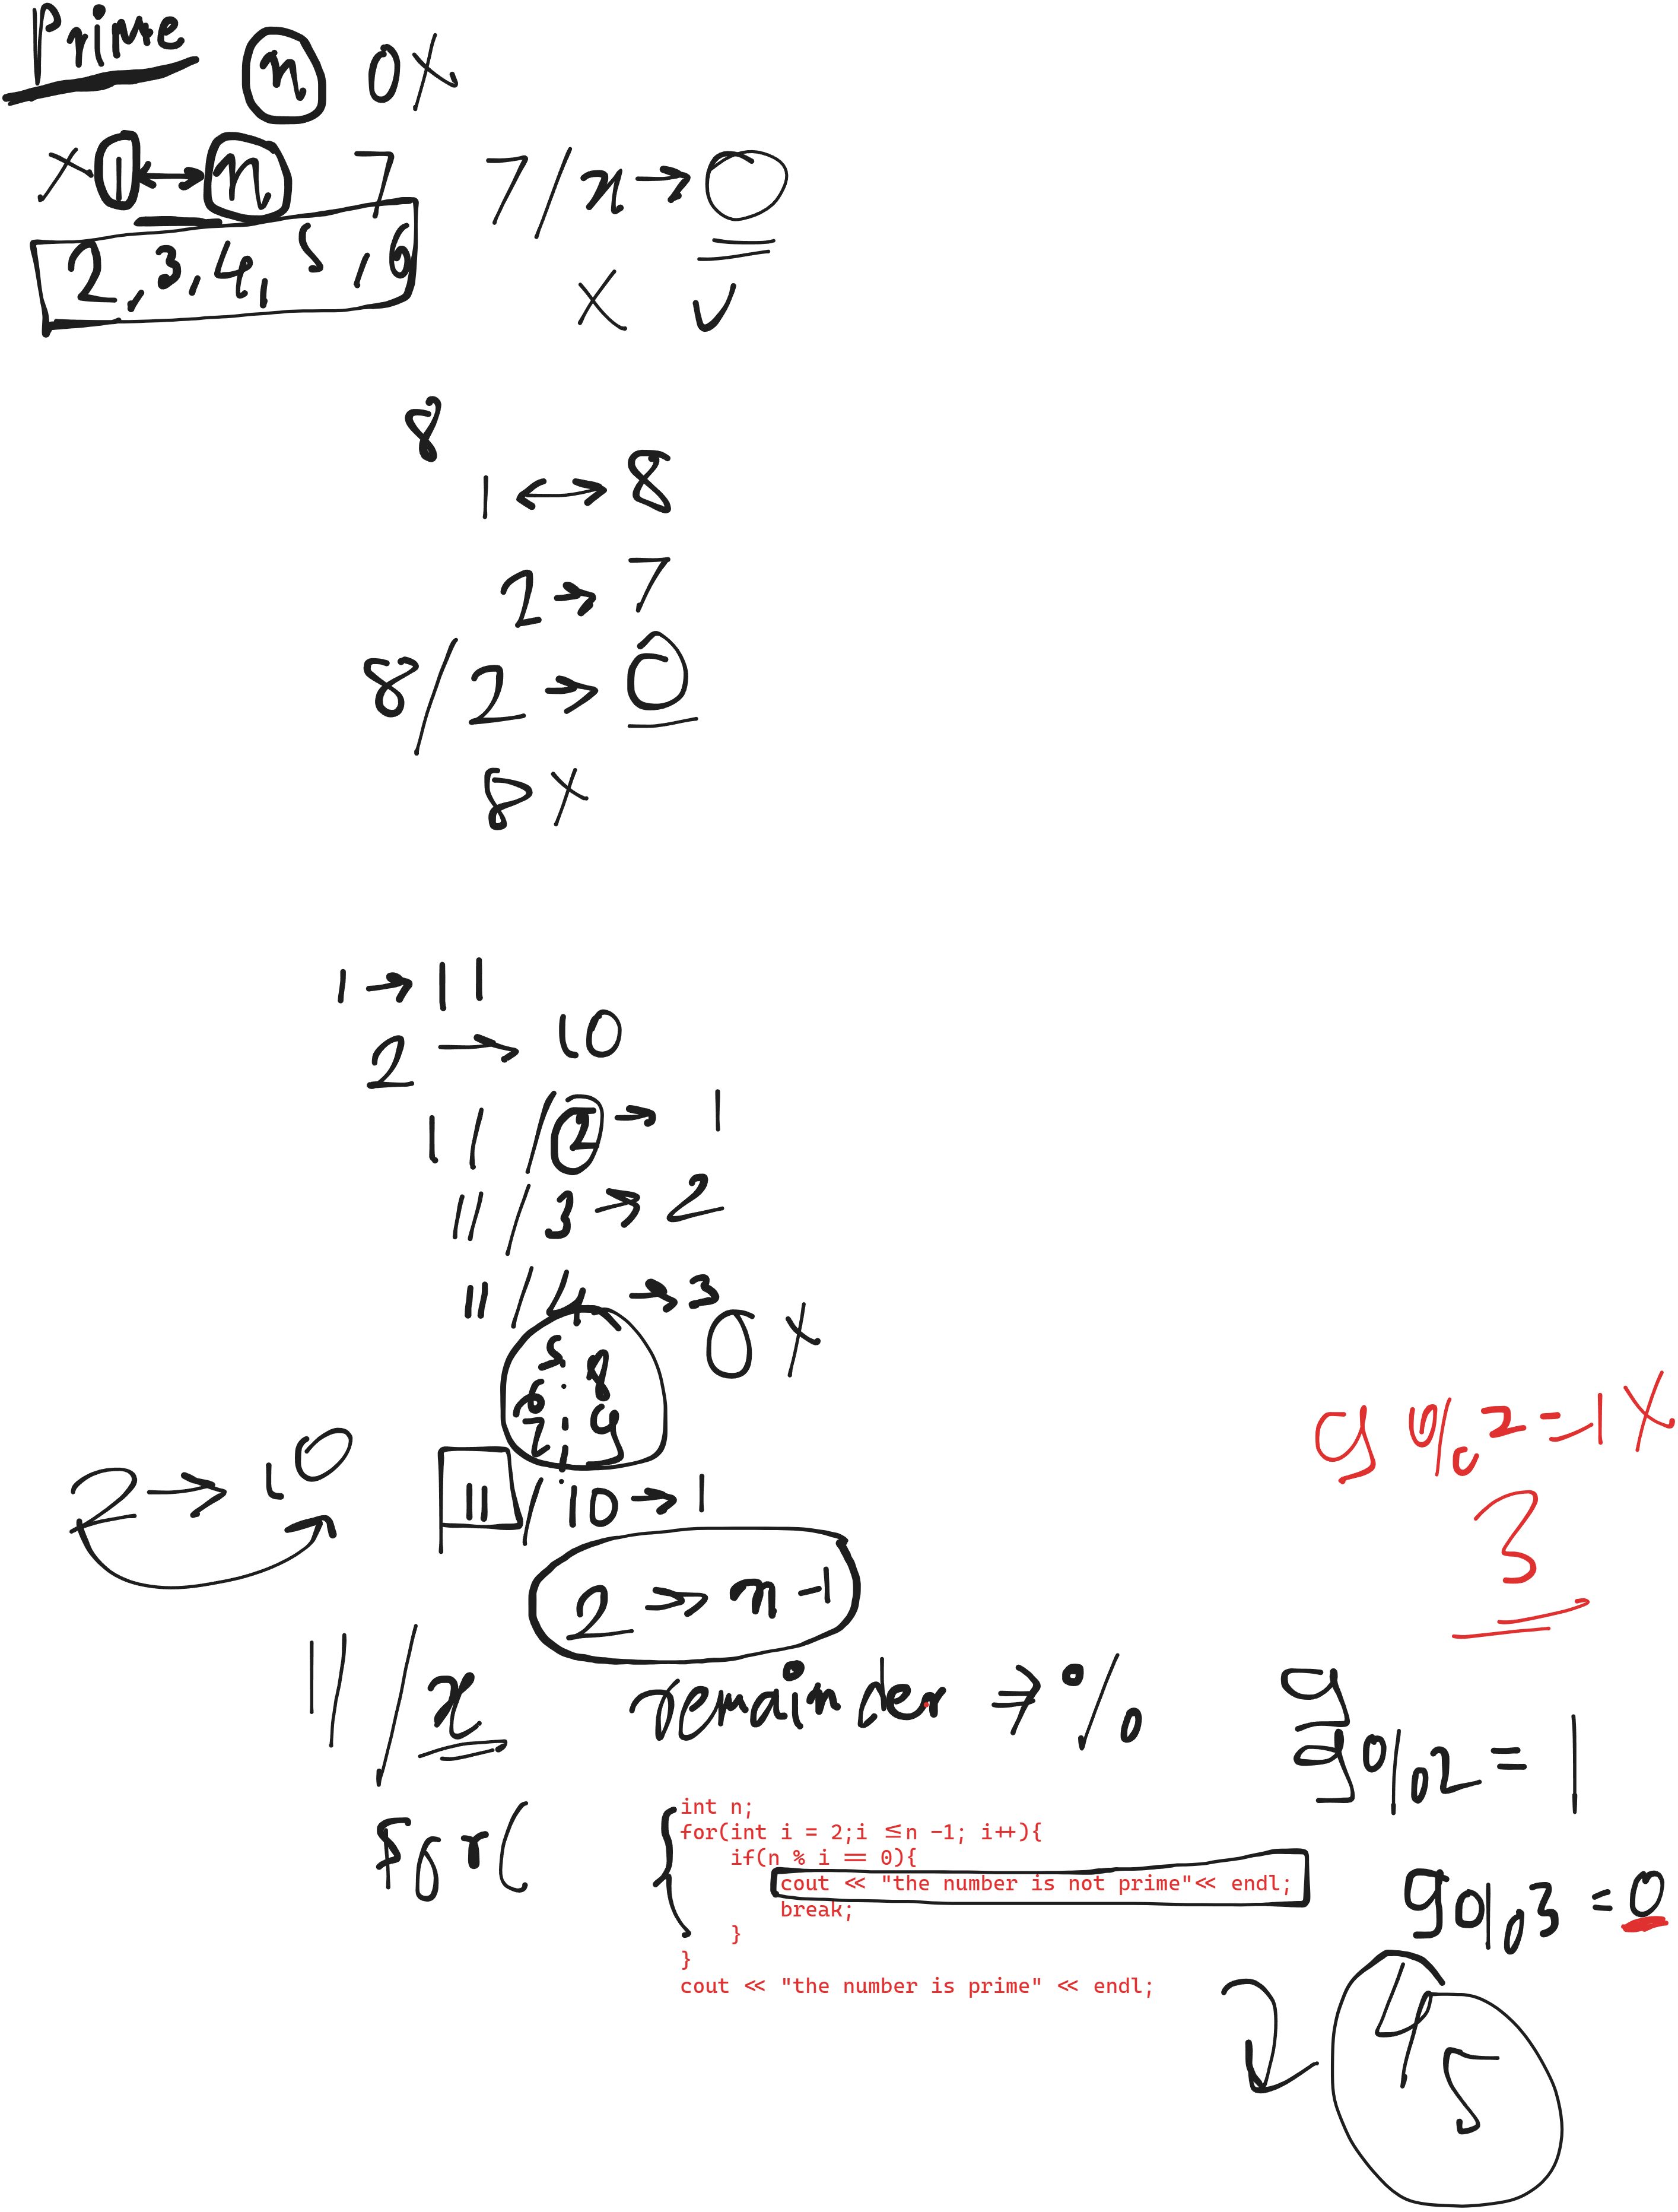 Prime
n 0 X
X 1 ↔ n 7 7/x → 0
2, 3, 4, 5, 6
X ✓
8
1 ↔ 8
2 → 7
8/2 → 0
8 X
1 → 11
2 → 10
11/2 → 1
11/3 → 2
11/4 → 3
0 X
5 8
6 9
7
9 % 2 = 1 X
3
2 → 10
11/10 → 1
2 → n-1
11/x
remainder → %
9
9 % 2 = 1
for(
int n;
for(int i = 2;i ≤n -1; i++){
if(n % i == 0){
cout << "the number is not prime"<< endl;
break;
}
}
cout << "the number is prime" << endl;
9 % 3 = 0
2
4
5